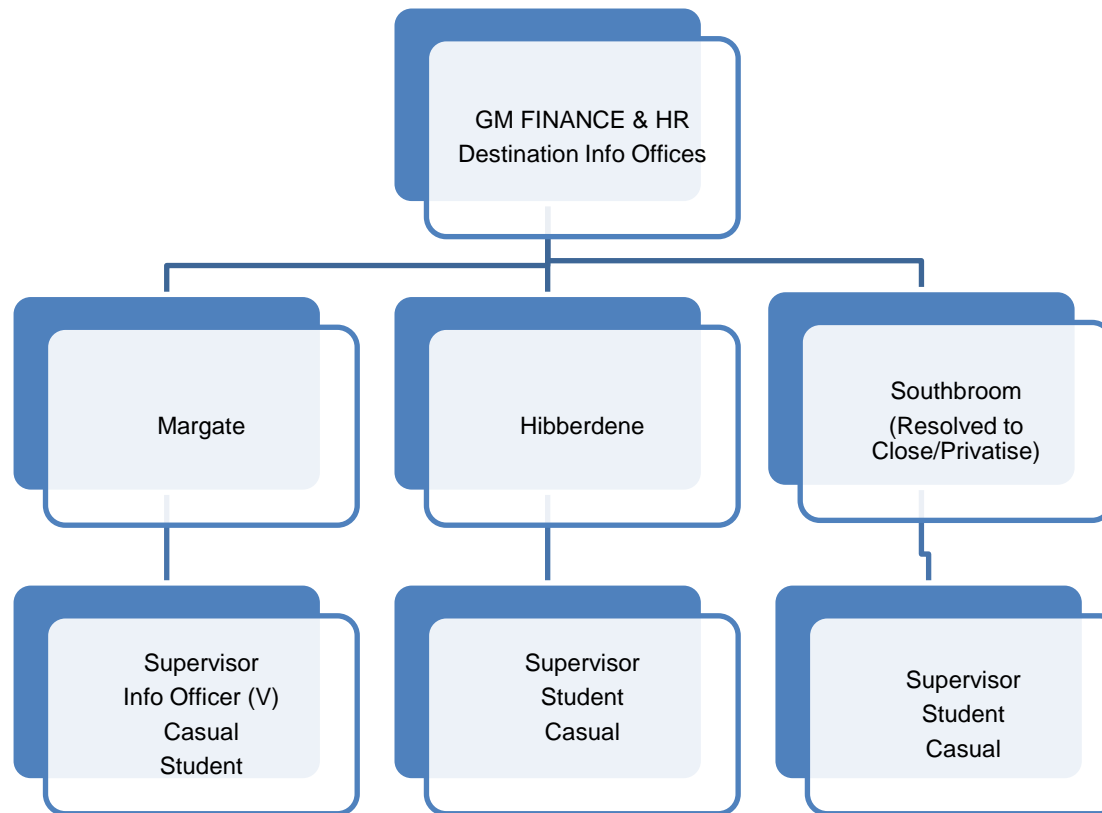 GM FINANCE & HR
Destination Info Offices
Margate
Hibberdene
Southbroom
(Resolved to
Close/Privatise)
Supervisor
Info Officer (V)
Casual
Student
Supervisor
Student
Casual
Supervisor
Student
Casual